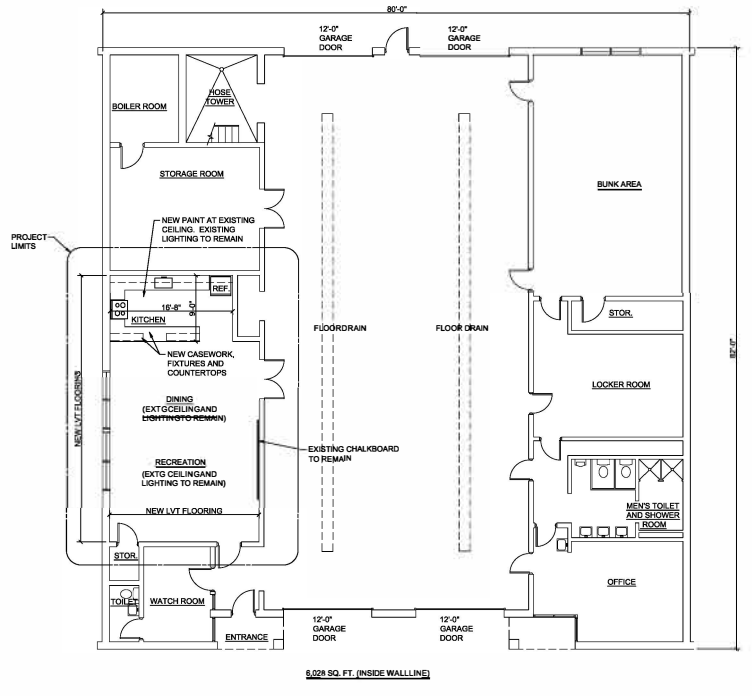 80'-0"
12'-0"
GARAGE
DOOR
12'-0"
GARAGE
DOOR
BOILER ROOM
HOSE
TOWER
STORAGE ROOM
BUNK AREA
PROJECT
LIMITS
NEW PAINT AT EXISTING
CEILING. EXISTING
LIGHTING TO REMAIN
REF.
16'-8"
9'-0"
KITCHEN
STOR.
FLOORDRAIN
FLOOR DRAIN
82'-0"
NEW CASEWORK,
FIXTURES AND
COUNTERTOPS
NEW LVT FLOORING
LOCKER ROOM
DINING
(EXTG CEILING AND
LIGHTING TO REMAIN)
EXISTING CHALKBOARD
TO REMAIN
RECREATION
(EXTG CEILING AND
LIGHTING TO REMAIN)
NEW LVT FLOORING
MEN'S TOILET
AND SHOWER
ROOM
STOR.
OFFICE
TOILET
WATCH ROOM
ENTRANCE
12'-0"
GARAGE
DOOR
12'-0"
GARAGE
DOOR
6,028 SQ. FT. (INSIDE WALLLINE)